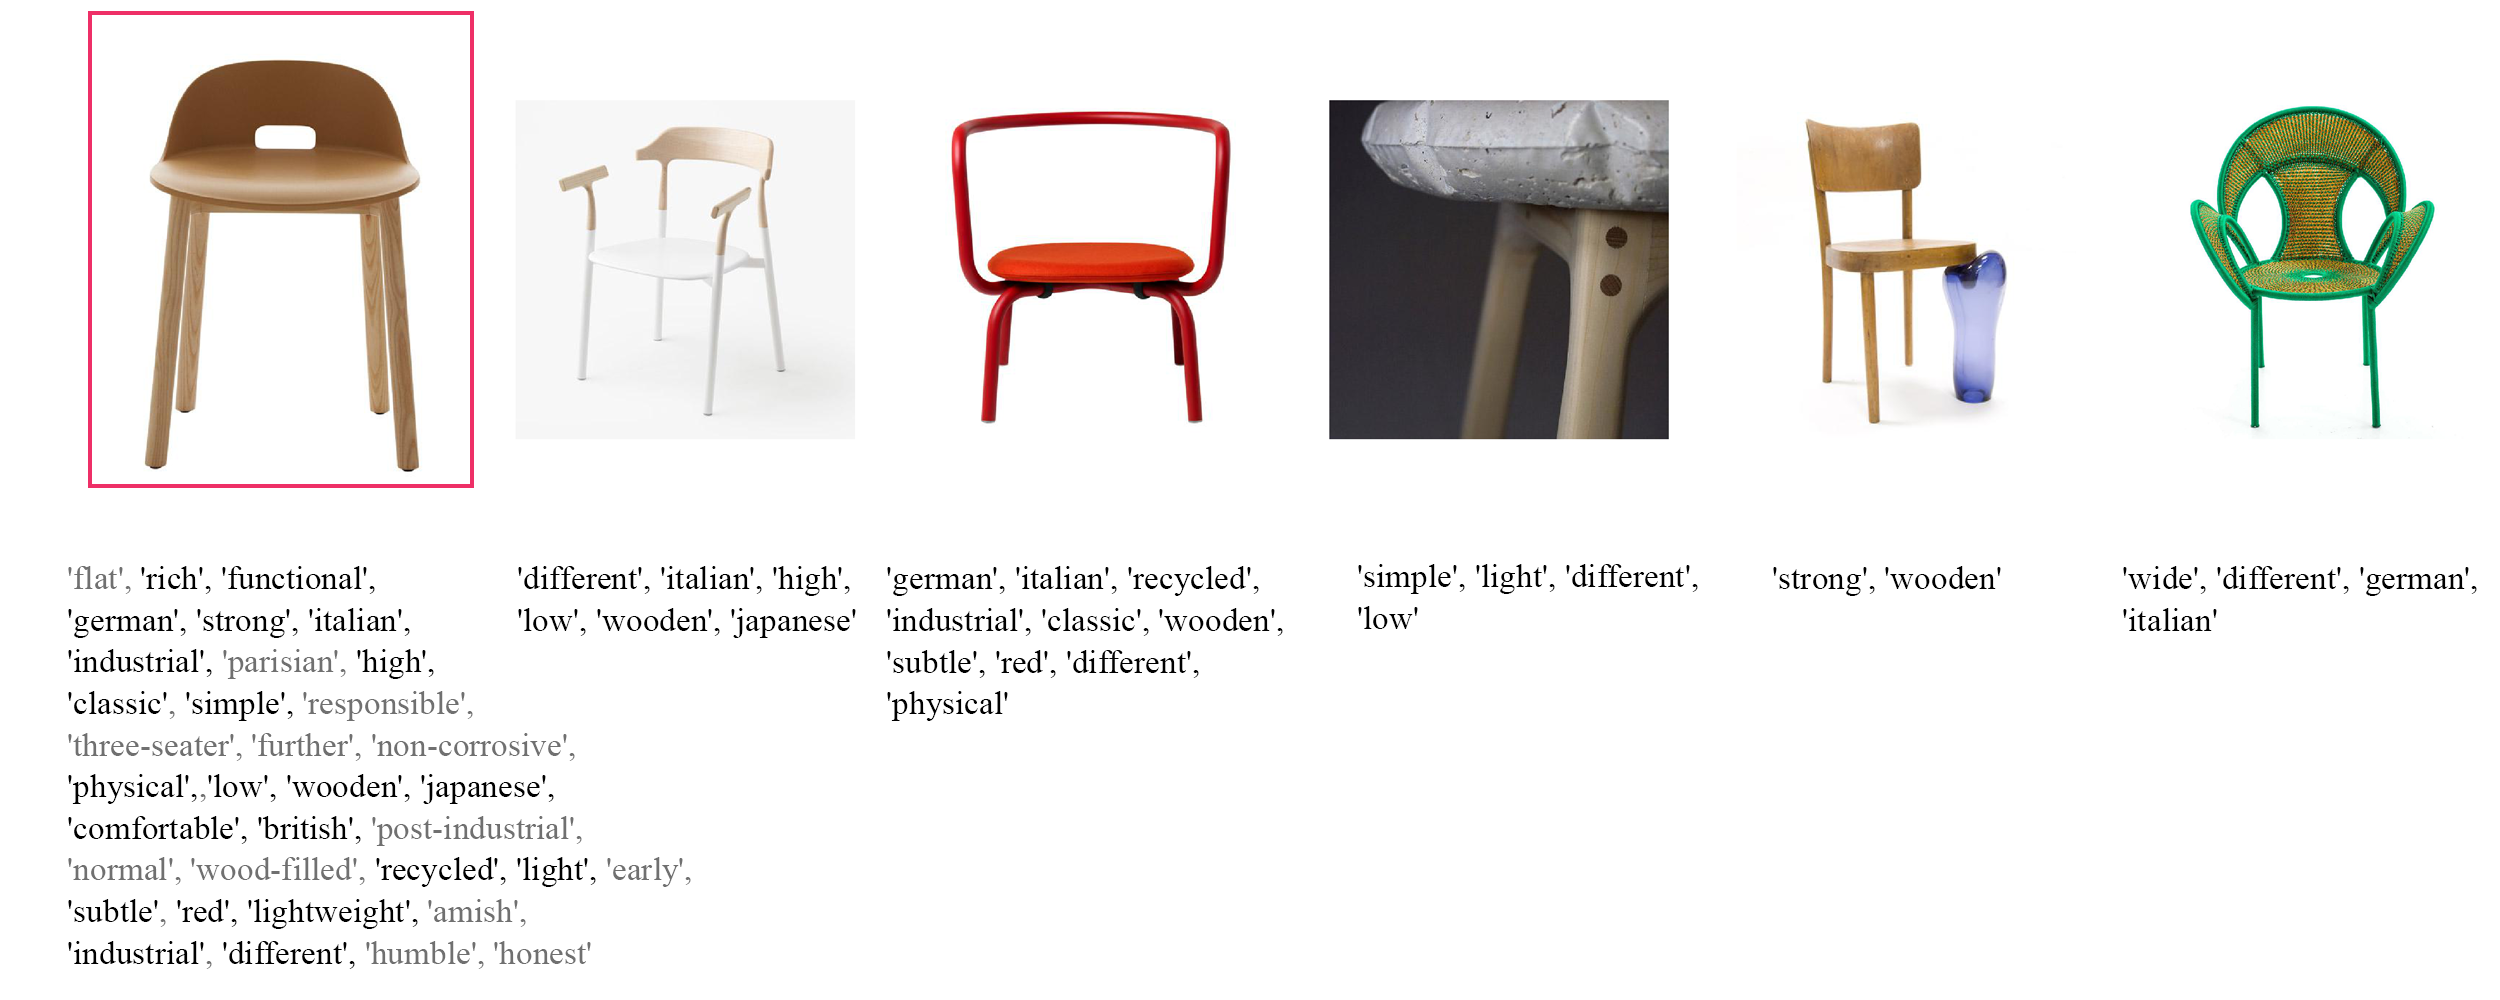 'flat', 'rich', 'functional',
'german', 'strong', 'italian',
'industrial', 'parisian', 'high',
'classic', 'simple', 'responsible',
'three-seater', 'further', 'non-corrosive',
'physical',,'low', 'wooden', 'japanese',
'comfortable', 'british', 'post-industrial',
'normal', 'wood-filled', 'recycled', 'light', 'early',
'subtle', 'red', 'lightweight', 'amish',
'industrial', 'different', 'humble', 'honest'
'different', 'italian', 'high',
'low', 'wooden', 'japanese'
'german', 'italian', 'recycled',
'industrial', 'classic', 'wooden',
'subtle', 'red', 'different',
'physical'
'simple', 'light', 'different',
'low'
'strong', 'wooden'
'wide', 'different', 'german',
'italian'